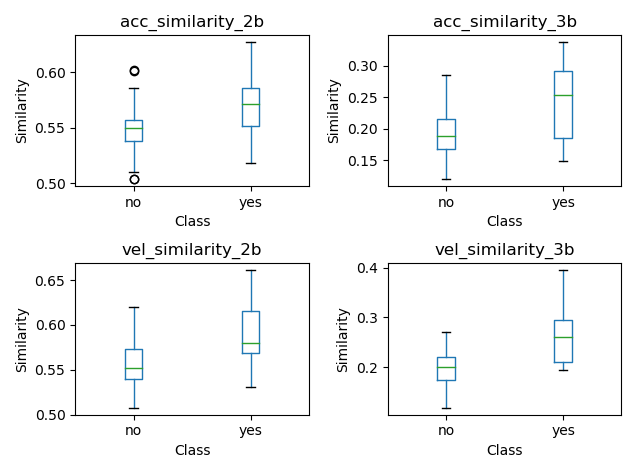 acc_similarity_2b
Similarity
0.60
0.55
0.50
no yes
Class
acc_similarity_3b
Similarity
0.30
0.25
0.20
0.15
no yes
Class
vel_similarity_2b
Similarity
0.65
0.60
0.55
0.50
no yes
Class
vel_similarity_3b
Similarity
0.4
0.3
0.2
no yes
Class